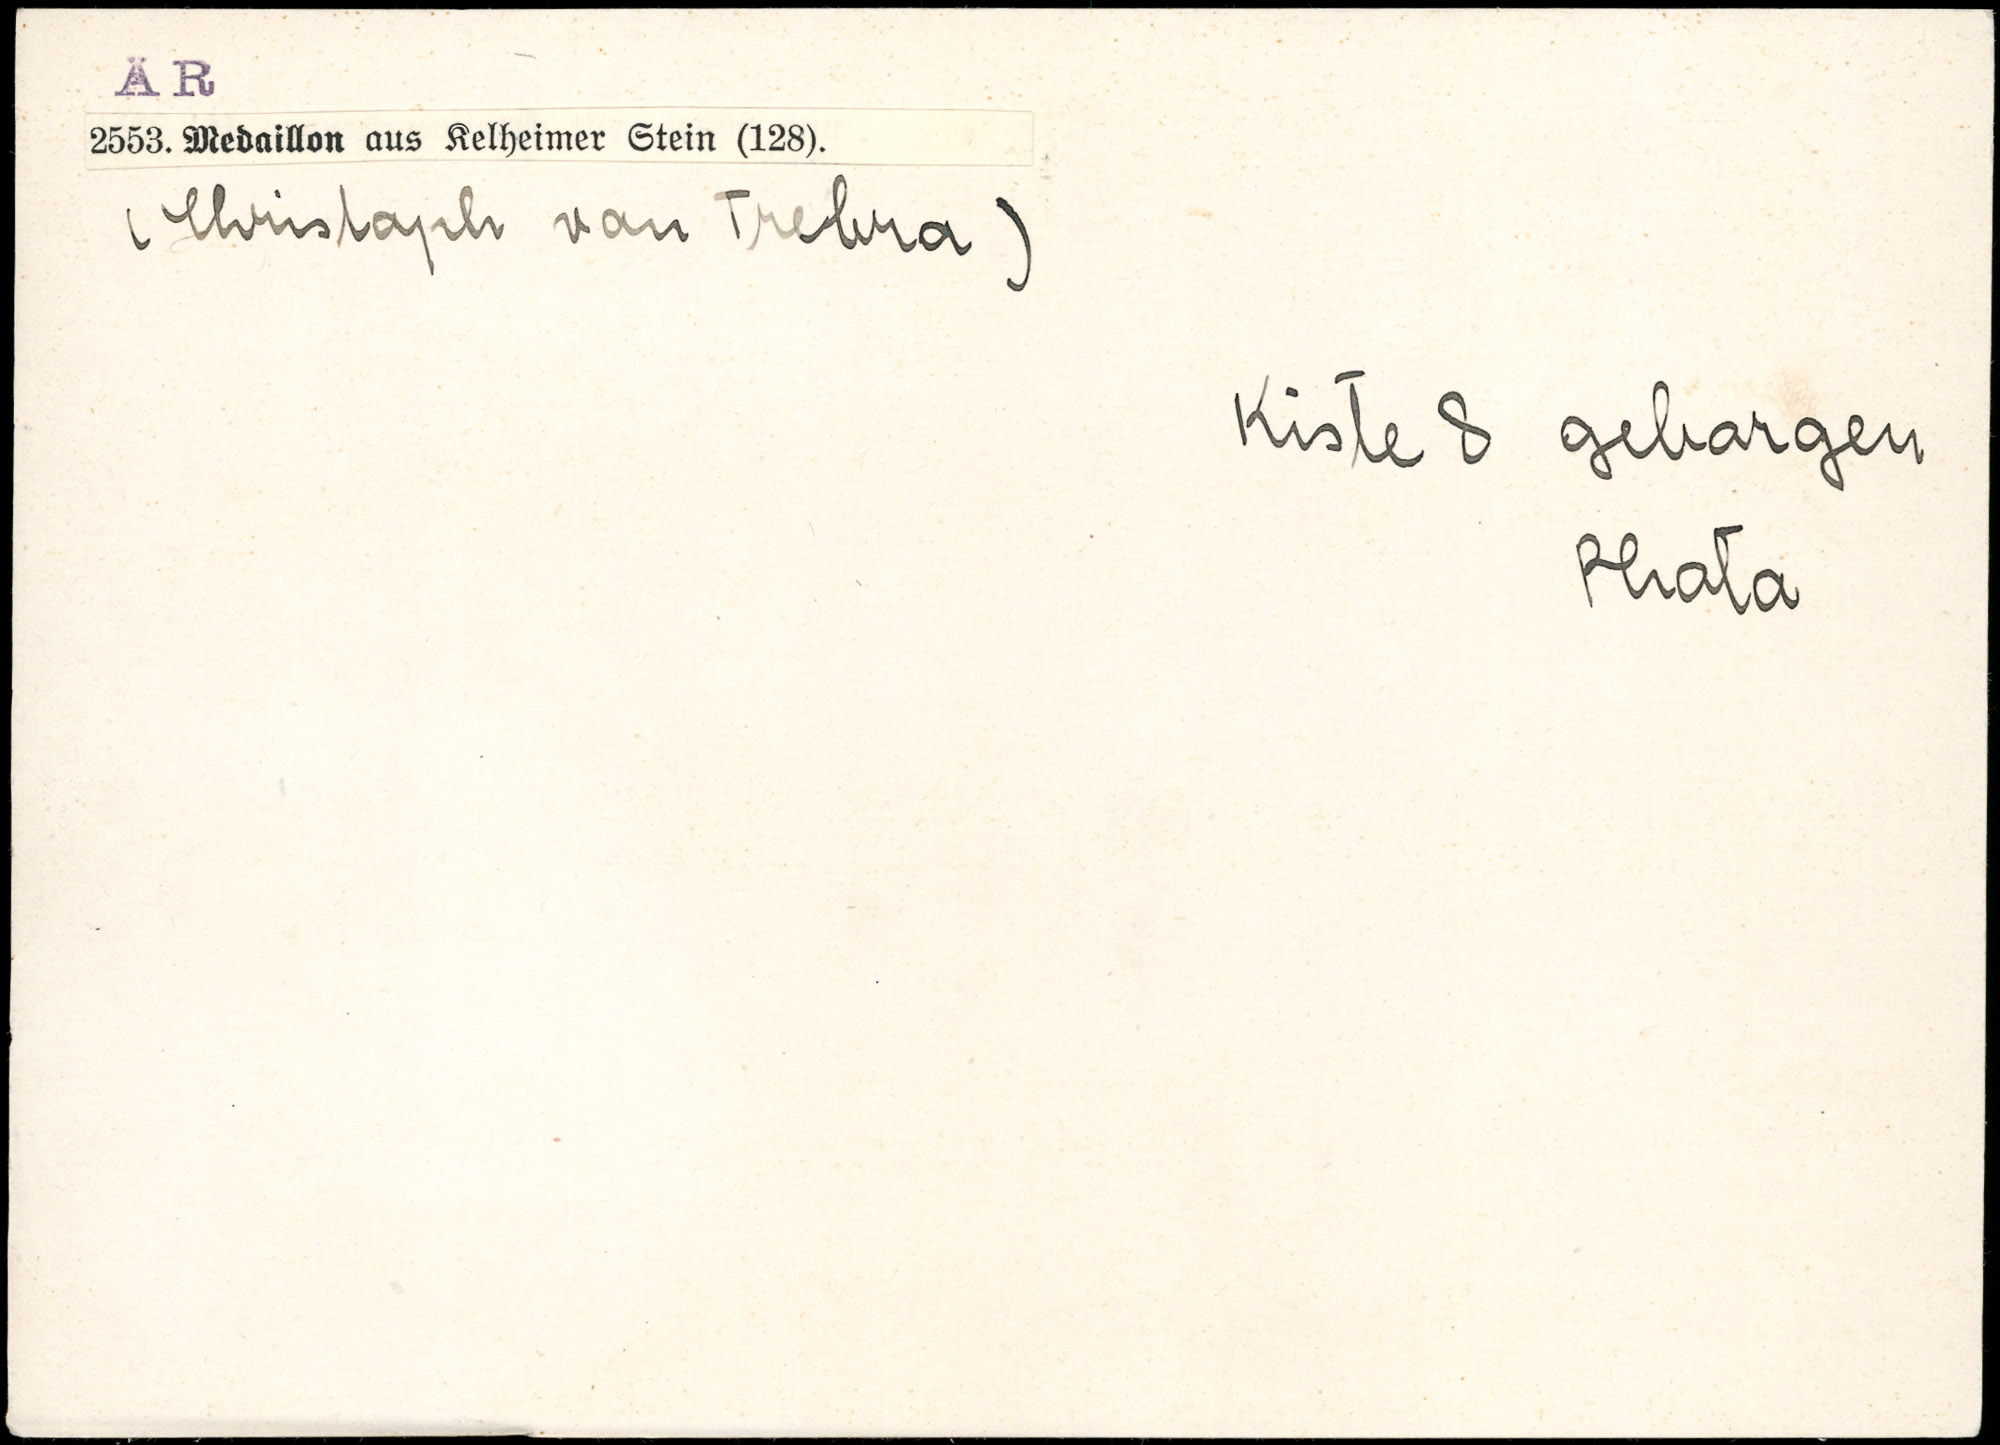 ÄR
2553. Medaillon aus Kelheimer Stein (128).
(Christoph von Trebra)
Kiste 8 geborgen
Photo